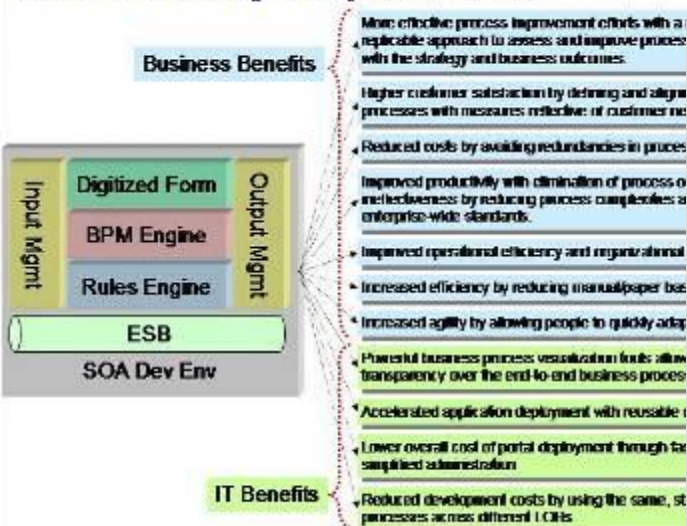 Business Benefits
More effective process improvement efforts with a
replicable approach to assess and improve process
with the strategy and business outcomes.
Higher customer satisfaction by defining and
processes with measures reflective of customer
Reduced costs by avoiding redundancies in
Improved productivity with elimination of process
ineffectiveness by reducing process complexities
enterprise-wide standards.
Improved operational efficiency and organizational
Increased efficiency by reducing manual/paper
Increased agility by allowing people to quickly
Input Mgmt
Digitized Form
BPM Engine
Rules Engine
Output Mgmt
ESB
SOA Dev Env
Powerful business process visualization tools
transparency over the end-to-end business
Accelerated application deployment with reusable
Lower overall cost of portal deployment through
simplified administration
IT Benefits
Reduced development costs by using the same,
processes across different LOBs